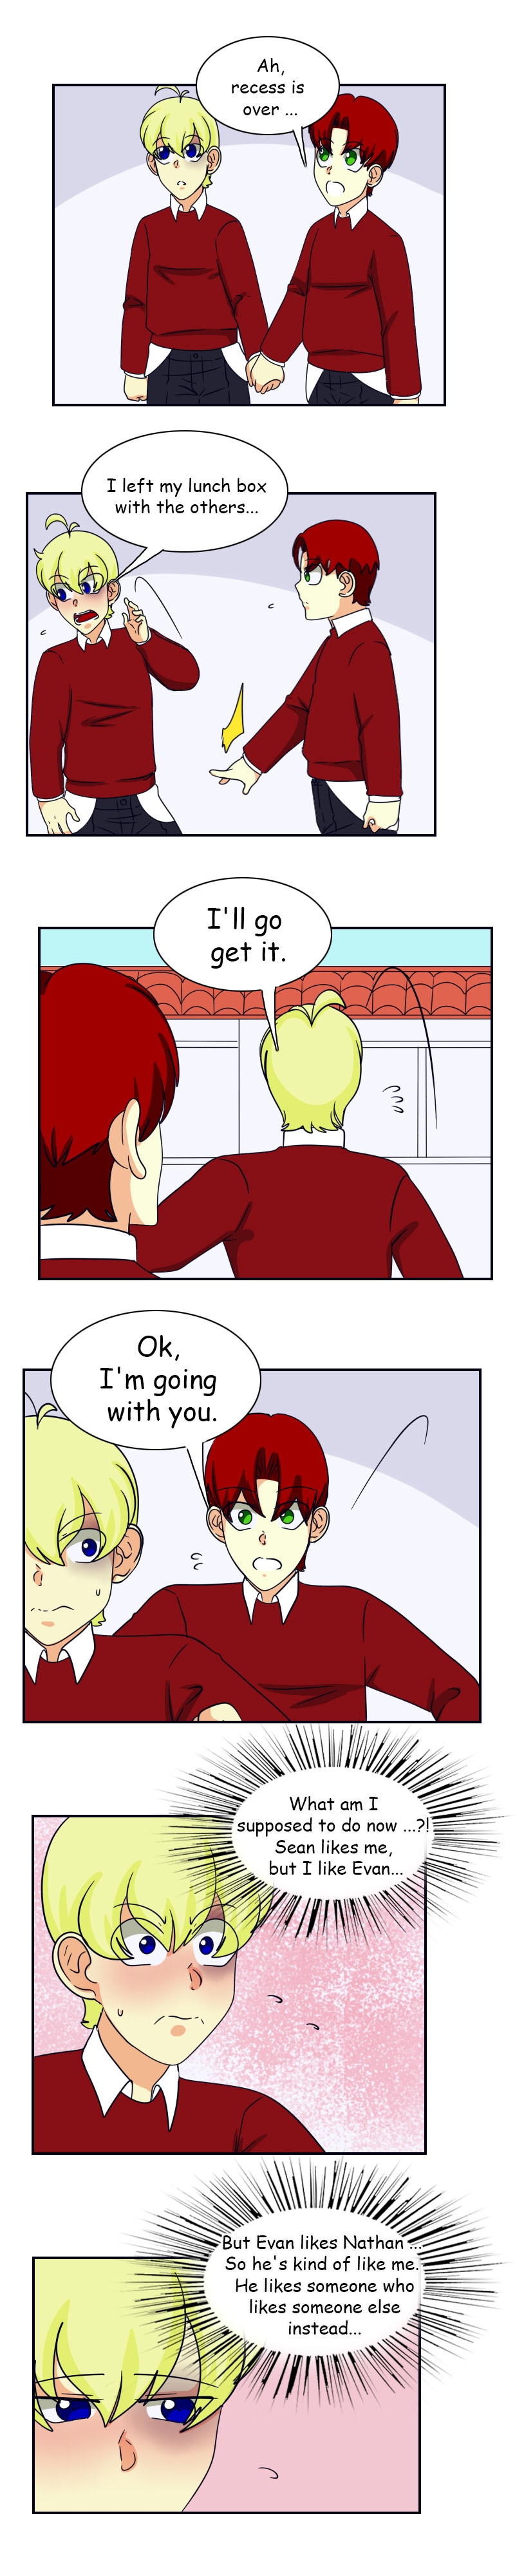 Ah,
recess is
over ...
I left my lunch box
with the others...
I'll go
get it.
Ok,
I'm going
with you.
What am I
supposed to do now ...?!
Sean likes me,
but I like Evan...
But Evan likes Nathan ...
So he's kind of like me.
He likes someone who
likes someone else
instead...